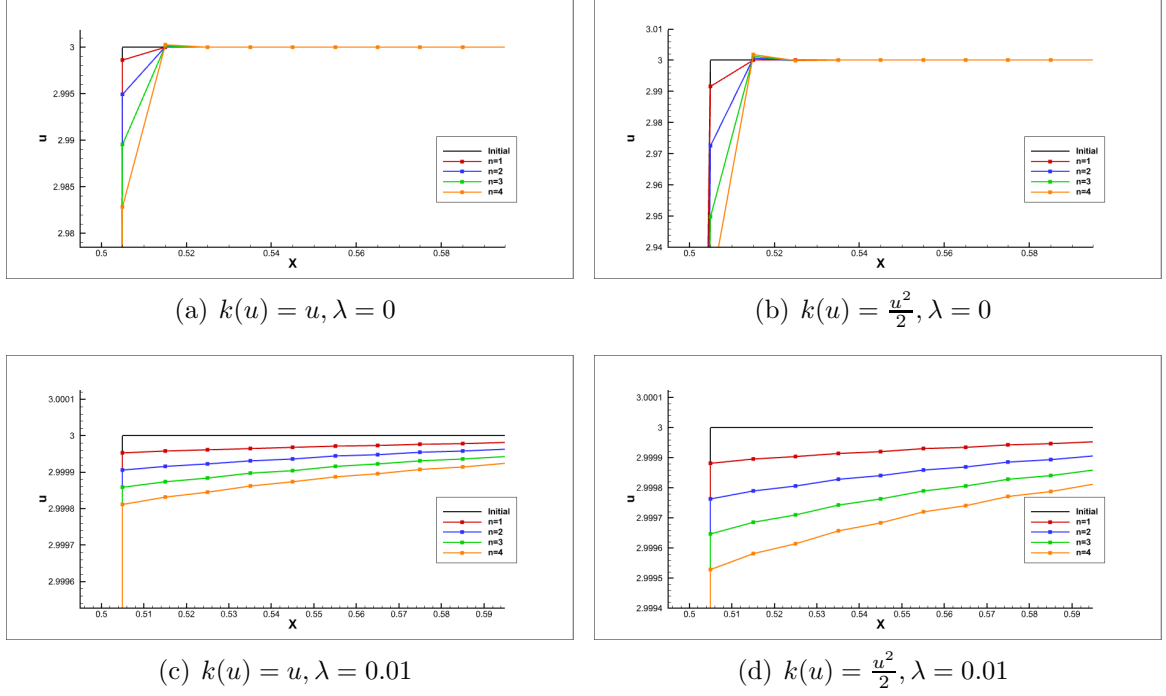 3
2.995
2.99
2.985
2.98
u
0.5
0.52
0.54
0.56
0.58
X
Initial
n=1
n=2
n=3
n=4
3.01
3
2.99
2.98
2.97
2.96
2.95
2.94
u
0.5
0.52
0.54
0.56
0.58
X
Initial
n=1
n=2
n=3
n=4
(a) k(u) = u, λ = 0
(b) k(u) = u²/2, λ = 0
3.0001
3
2.9999
2.9998
2.9997
2.9996
u
0.5
0.51
0.52
0.53
0.54
0.55
0.56
0.57
0.58
0.59
X
Initial
n=1
n=2
n=3
n=4
3.0001
3
2.9999
2.9998
2.9997
2.9996
2.9995
2.9994
u
0.5
0.51
0.52
0.53
0.54
0.55
0.56
0.57
0.58
0.59
X
Initial
n=1
n=2
n=3
n=4
(c) k(u) = u, λ = 0.01
(d) k(u) = u²/2, λ = 0.01